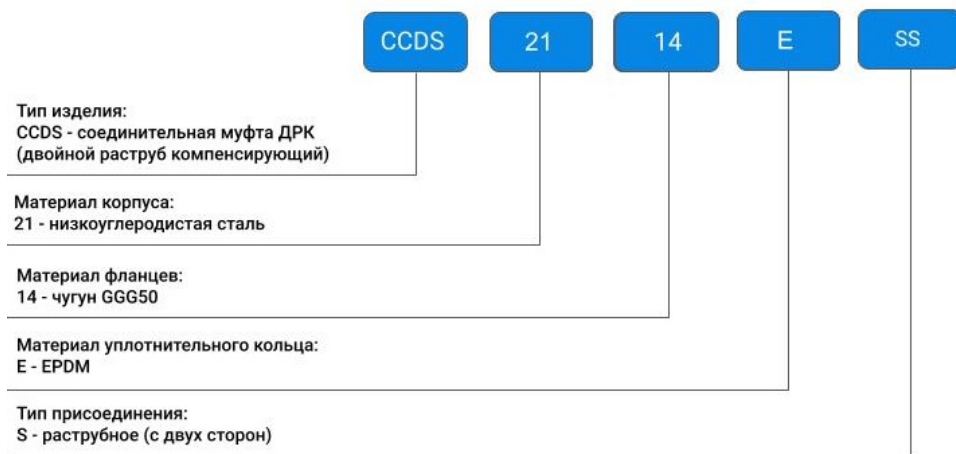 CCDS 21 14 E SS
Тип изделия:
CCDS - соединительная муфта ДРК
(двойной раструб компенсирующий)
Материал корпуса:
21 - низкоуглеродистая сталь
Материал фланцев:
14 - чугун GGG50
Материал уплотнительного кольца:
E - EPDM
Тип присоединения:
S - раструбное (с двух сторон)